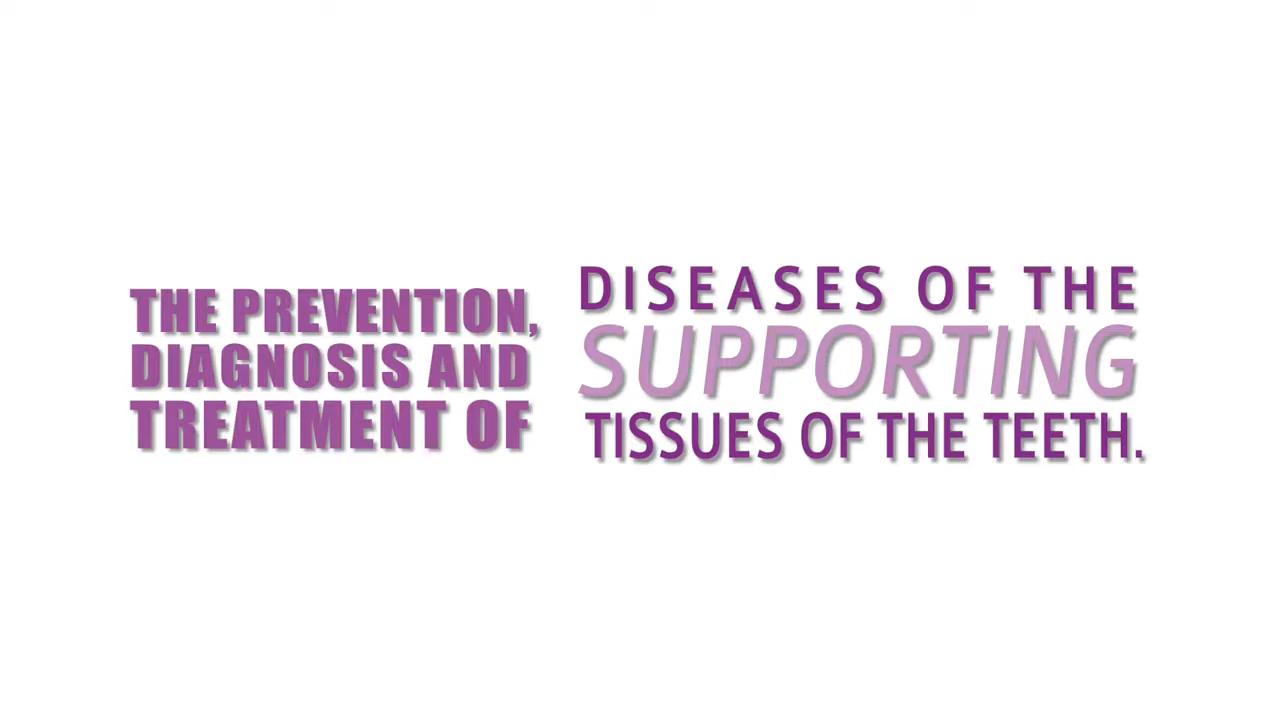 THE PREVENTION,
DIAGNOSIS AND
TREATMENT OF
DISEASES OF THE
SUPPORTING
TISSUES OF THE TEETH.